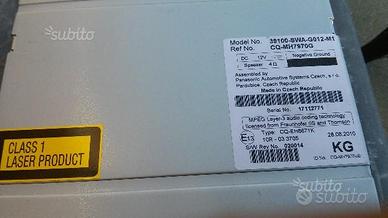 subito
Model No. 39100-SWA-G012-M1
Ref No. CQ-MH7970G
DC 12V Negative Ground
Speaker 4Ω
Assembled by
Panasonic Automotive Systems Czech, s.r.o.
Pardubice, Czech Republic
Made in Czech Republic
Serial No. 17112771
MPEG Layer-3 audio coding technology
licensed from Fraunhofer IIS and Thomson
Type: CQ-EH8671K
E13 10R - 03 3705
28.08.2010
S/W Rev No. 020014
KG
CLASS 1
LASER PRODUCT
subito
subito